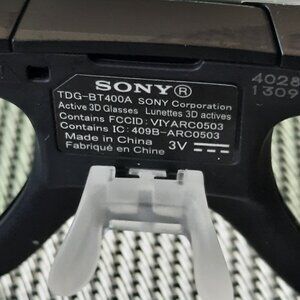 SONY®
TDG-BT400A SONY Corporation
Active 3D Glasses Lunettes 3D actives
Contains FCCID: VIYARC0503
Contains IC: 409B-ARC0503
Made in China
Fabriqué en Chine
3V
4028
1309